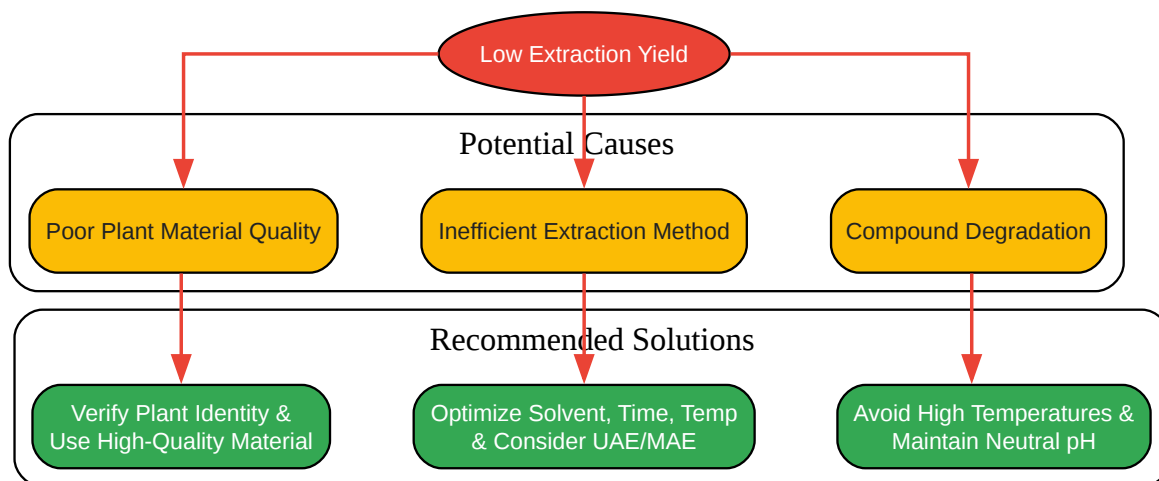 Low Extraction Yield
Potential Causes
Poor Plant Material Quality
Inefficient Extraction Method
Compound Degradation
Recommended Solutions
Verify Plant Identity &
Use High-Quality Material
Optimize Solvent, Time, Temp
& Consider UAE/MAE
Avoid High Temperatures &
Maintain Neutral pH